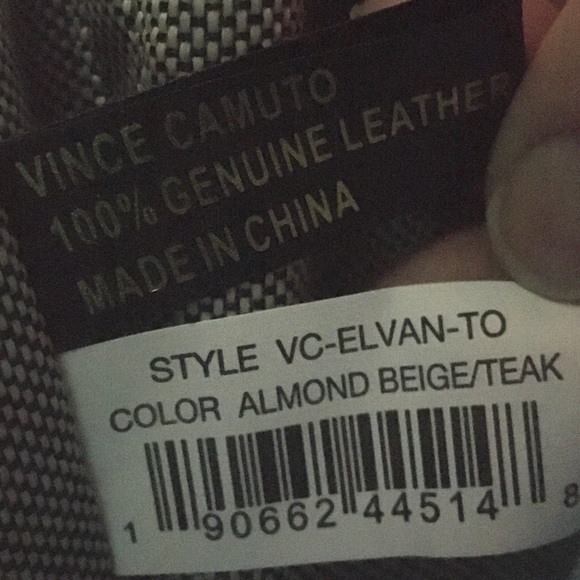 VINCE CAMUTO
100% GENUINE LEATHER
MADE IN CHINA
STYLE VC-ELVAN-TO
COLOR ALMOND BEIGE/TEAK
1 90662 44514 8